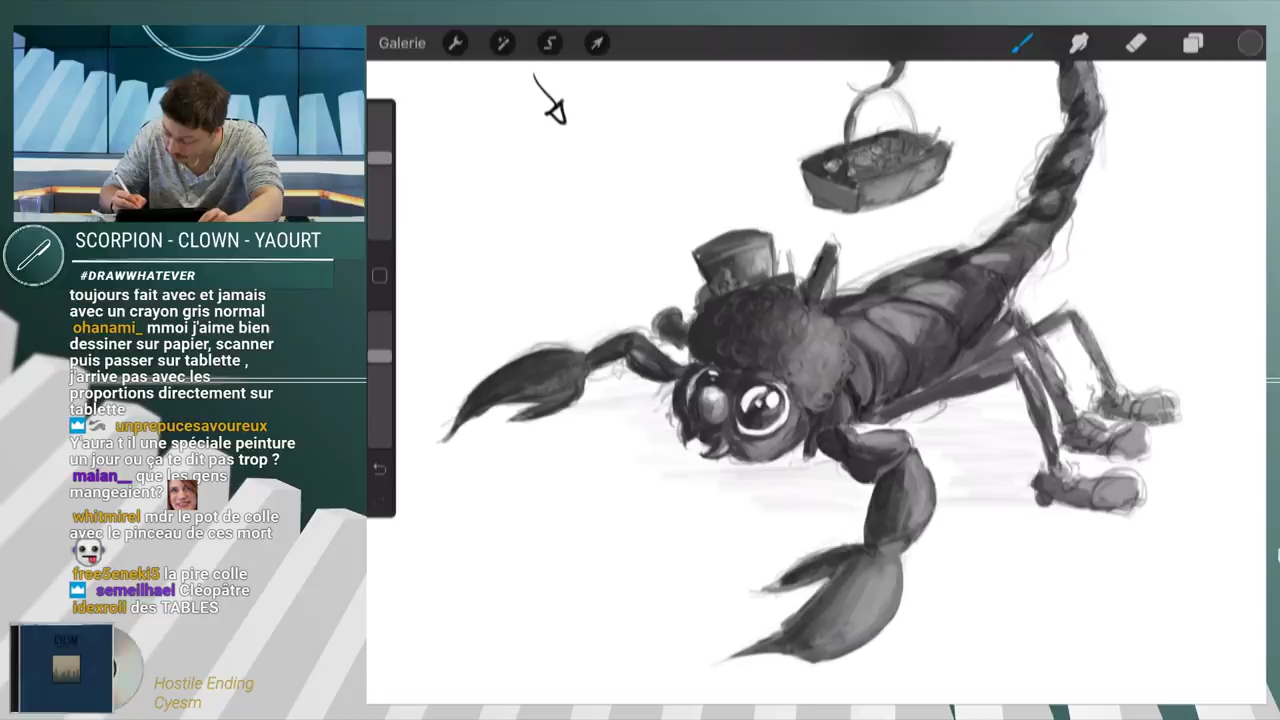 Galerie
SCORPION - CLOWN - YAOURT
#DRAWWHATEVER
toujours fait avec et jamais
avec un crayon gris normal
ohanami_ mmoi j'aime bien
dessiner sur papier, scanner
puis passer sur tablette ,
j'arrive pas avec les
proportions directement sur
tablette
unprepucesavoureux
Y'aura t il une spéciale peinture
un jour ou ça te dit pas trop ?
maian__ que les gens
mangeaient?
whitmirel mdr le pot de colle
avec le pinceau de ces mort
free5eneki5 la pire colle
semeilhael Cléopâtre
idexroll des TABLES
CYESM
Hostile Ending
Cyesm